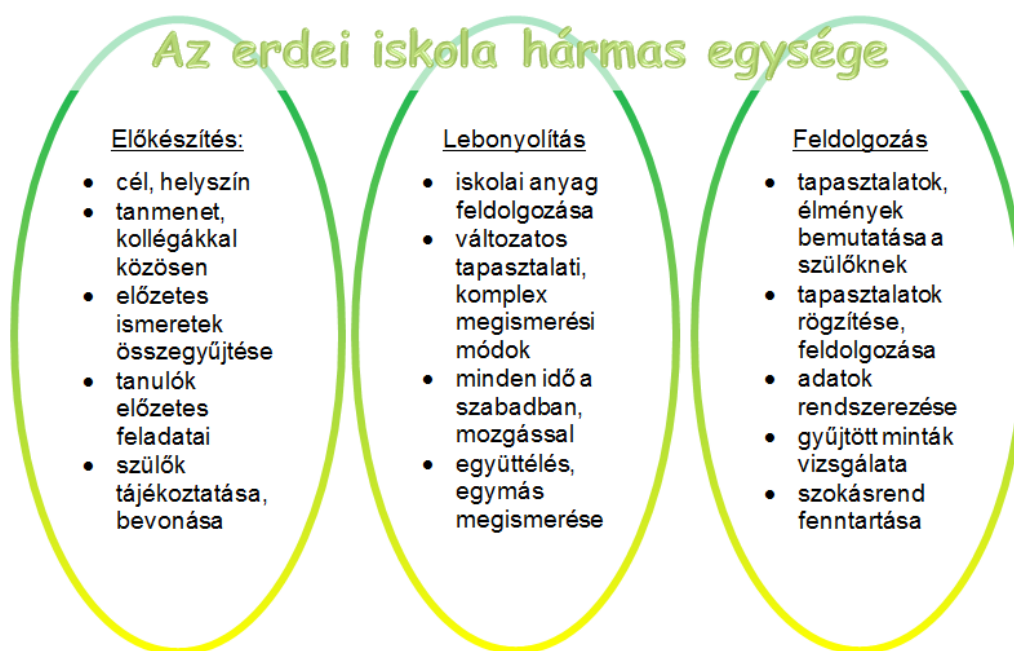 Az erdei iskola hármas egysége
Előkészítés:
• cél, helyszín
• tanmenet,
kollégákkal
közösen
• előzetes
ismeretek
összegyűjtése
• tanulók
előzetes
feladatai
• szülők
tájékoztatása,
bevonása
Lebonyolítás
• iskolai anyag
feldolgozása
• változatos
tapasztalati,
komplex
megismerési
módok
• minden idő a
szabadban,
mozgással
• együttélés,
egymás
megismerése
Feldolgozás
• tapasztalatok,
élmények
bemutatása a
szülőknek
• tapasztalatok
rögzítése,
feldolgozása
• adatok
rendszerezése
• gyűjtött minták
vizsgálata
• szokásrend
fenntartása